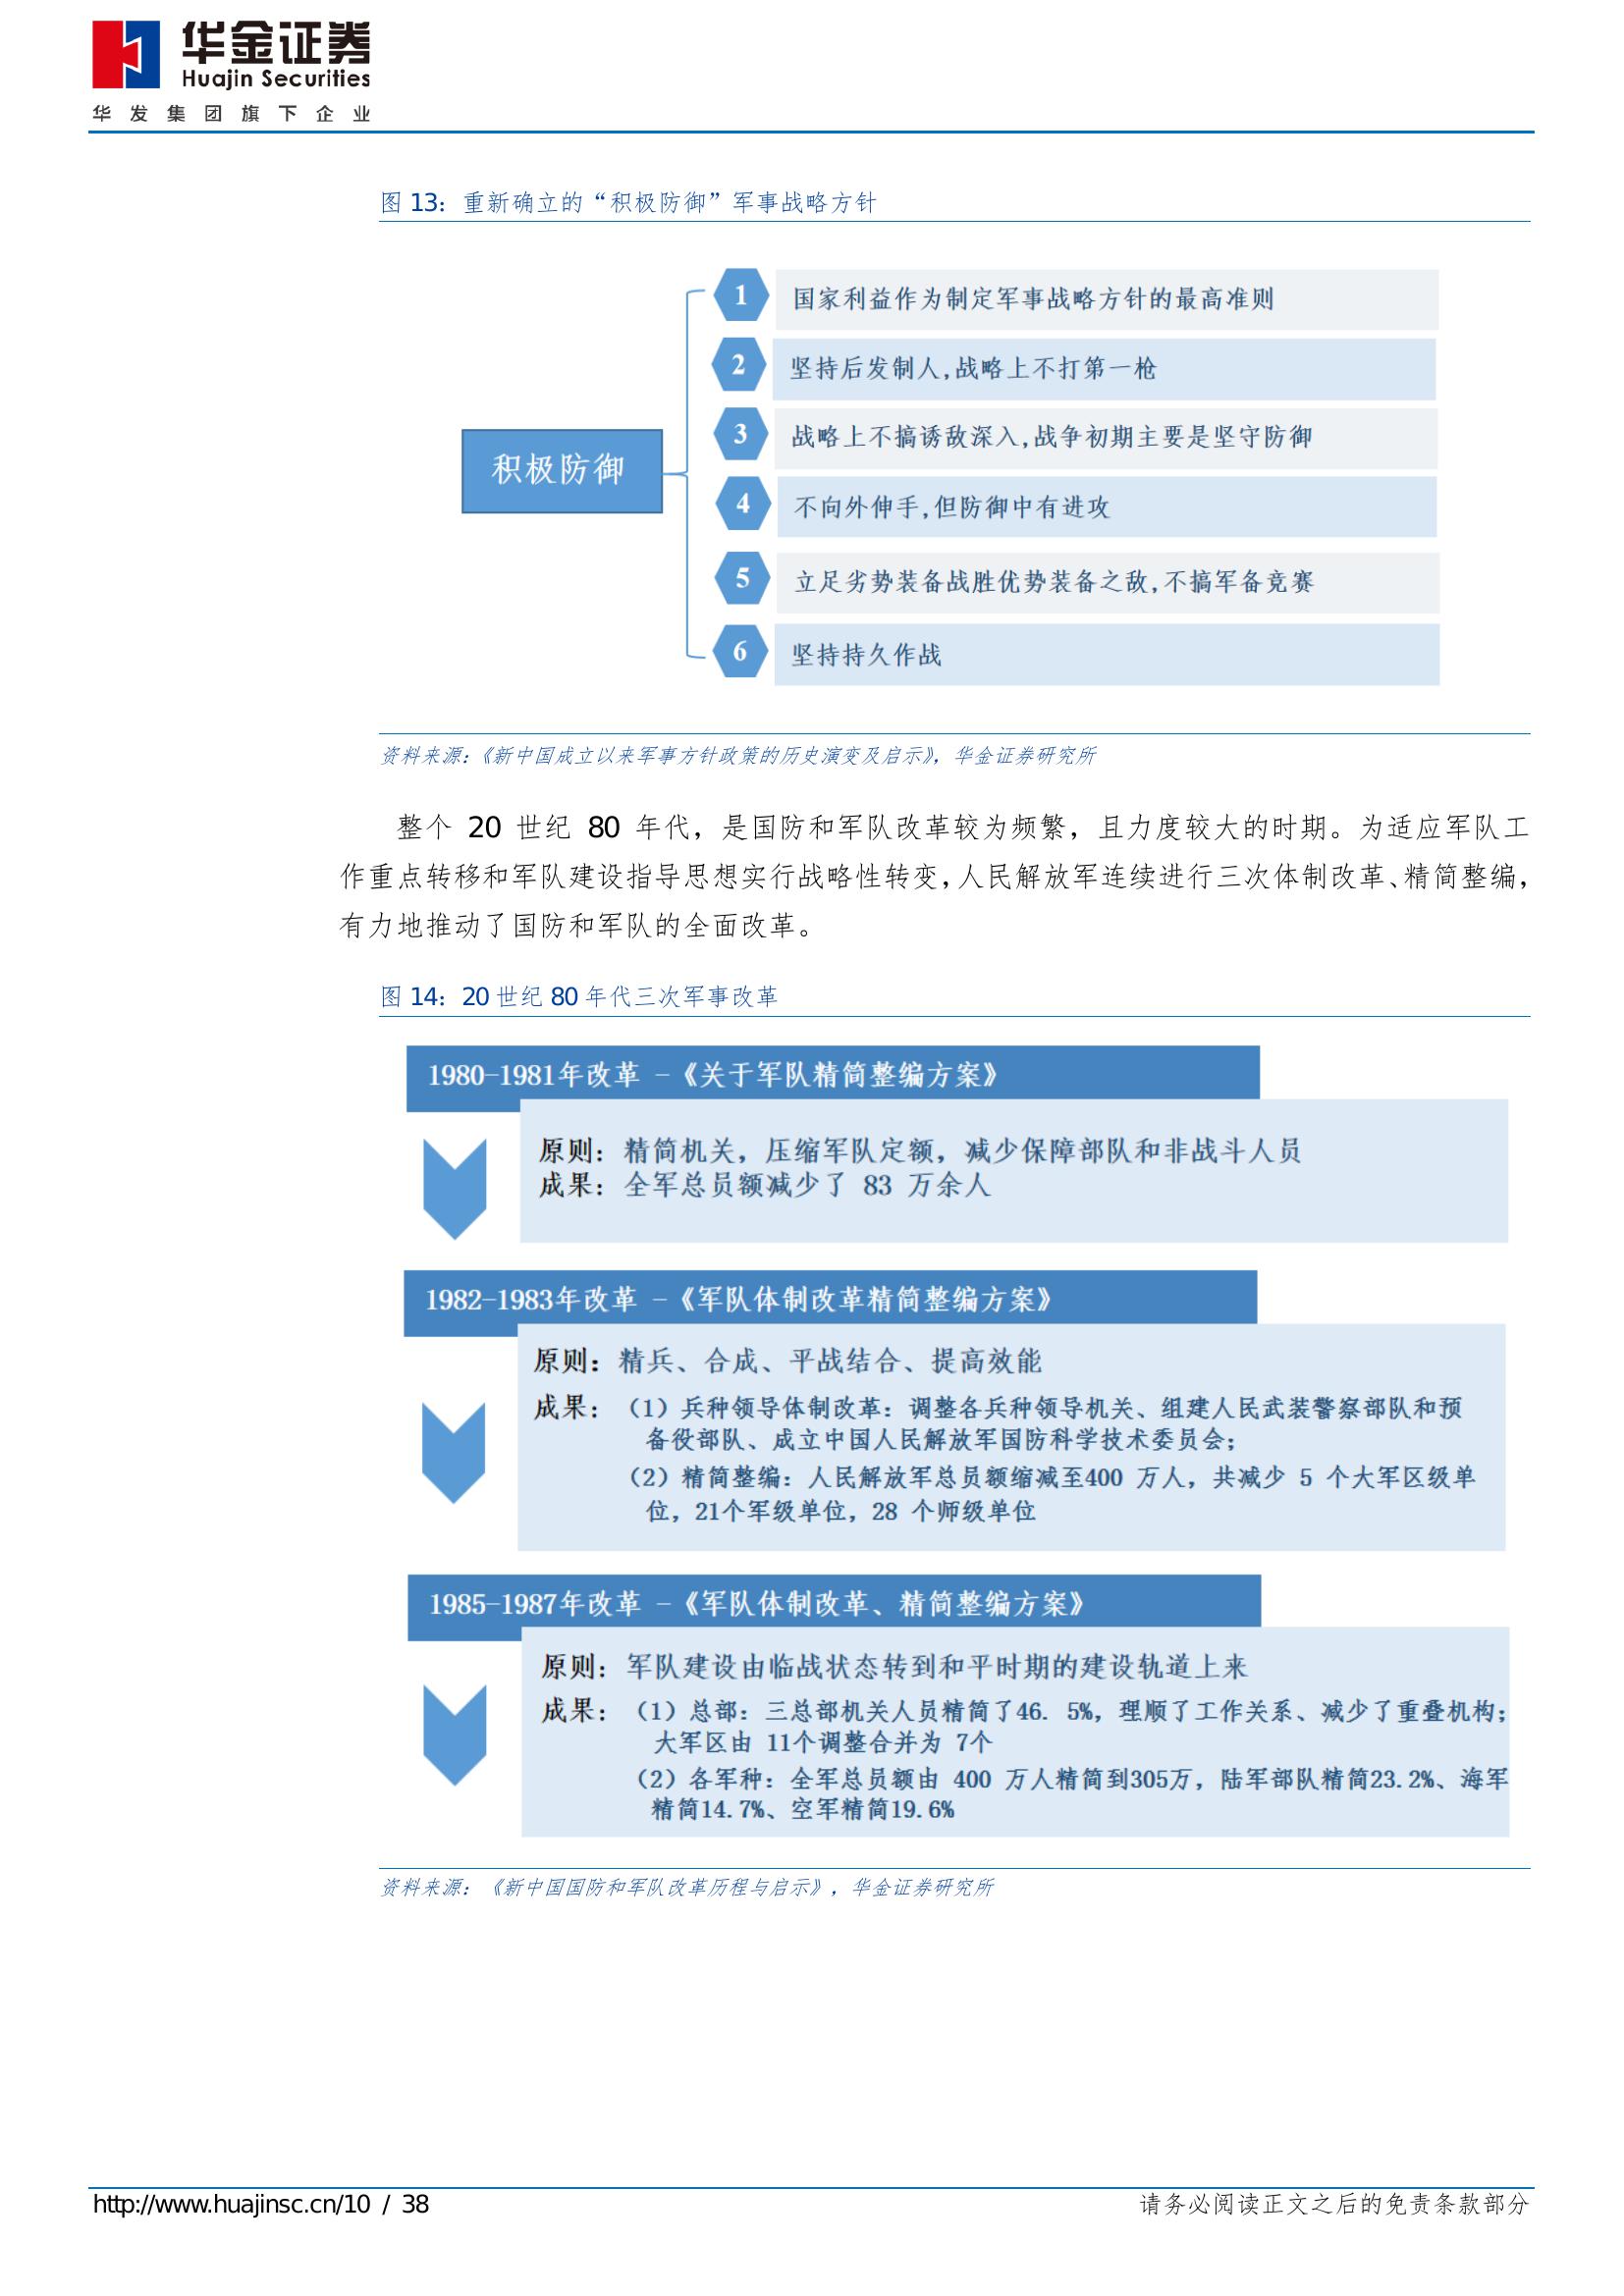 华金证券
Huajin Securities
华发集团旗下企业
图 13：重新确立的“积极防御”军事战略方针
积极防御
1 国家利益作为制定军事战略方针的最高准则
2 坚持后发制人,战略上不打第一枪
3 战略上不搞诱敌深入,战争初期主要是坚守防御
4 不向外伸手,但防御中有进攻
5 立足劣势装备战胜优势装备之敌,不搞军备竞赛
6 坚持持久作战
资料来源：《新中国成立以来军事方针政策的历史演变及启示》，华金证券研究所
整个 20 世纪 80 年代，是国防和军队改革较为频繁，且力度较大的时期。为适应军队工
作重点转移和军队建设指导思想实行战略性转变，人民解放军连续进行三次体制改革、精简整编，
有力地推动了国防和军队的全面改革。
图 14：20 世纪 80 年代三次军事改革
1980-1981年改革 -《关于军队精简整编方案》
原则：精简机关，压缩军队定额，减少保障部队和非战斗人员
成果：全军总员额减少了 83 万余人
1982-1983年改革 -《军队体制改革精简整编方案》
原则：精兵、合成、平战结合、提高效能
成果：（1）兵种领导体制改革：调整各兵种领导机关、组建人民武装警察部队和预
备役部队、成立中国人民解放军国防科学技术委员会；
（2）精简整编：人民解放军总员额缩减至400 万人，共减少 5 个大军区级单
位，21个军级单位，28 个师级单位
1985-1987年改革 -《军队体制改革、精简整编方案》
原则：军队建设由临战状态转到和平时期的建设轨道上来
成果：（1）总部：三总部机关人员精简了46. 5%，理顺了工作关系、减少了重叠机构；
大军区由 11个调整合并为 7个
（2）各军种：全军总员额由 400 万人精简到305万，陆军部队精简23.2%、海军
精简14.7%、空军精简19.6%
资料来源：《新中国国防和军队改革历程与启示》，华金证券研究所
http://www.huajinsc.cn/10 / 38
请务必阅读正文之后的免责条款部分